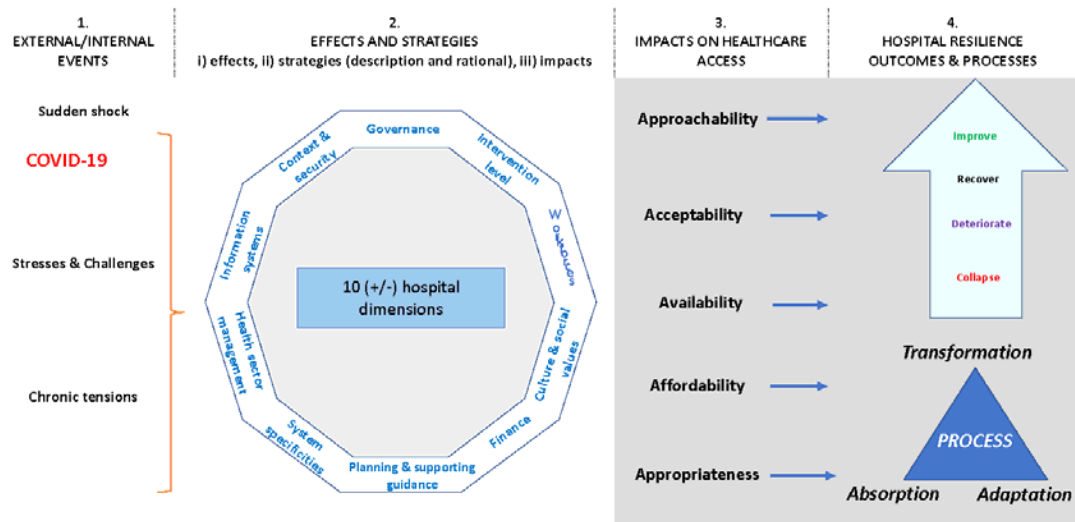 1.
EXTERNAL/INTERNAL
EVENTS
2.
EFFECTS AND STRATEGIES
i) effects, ii) strategies (description and rational), iii) impacts
3.
IMPACTS ON HEALTHCARE
ACCESS
4.
HOSPITAL RESILIENCE
OUTCOMES & PROCESSES
Sudden shock
COVID-19
Stresses & Challenges
Chronic tensions
Governance
Intervention
level
Culture & social
values
Finance
Planning & supporting
guidance
System
specificities
Health sector
management
Information
systems
Context &
security
10 (+/-) hospital
dimensions
Approachability
Acceptability
Availability
Affordability
Appropriateness
Improve
Recover
Deteriorate
Collapse
Transformation
PROCESS
Absorption
Adaptation